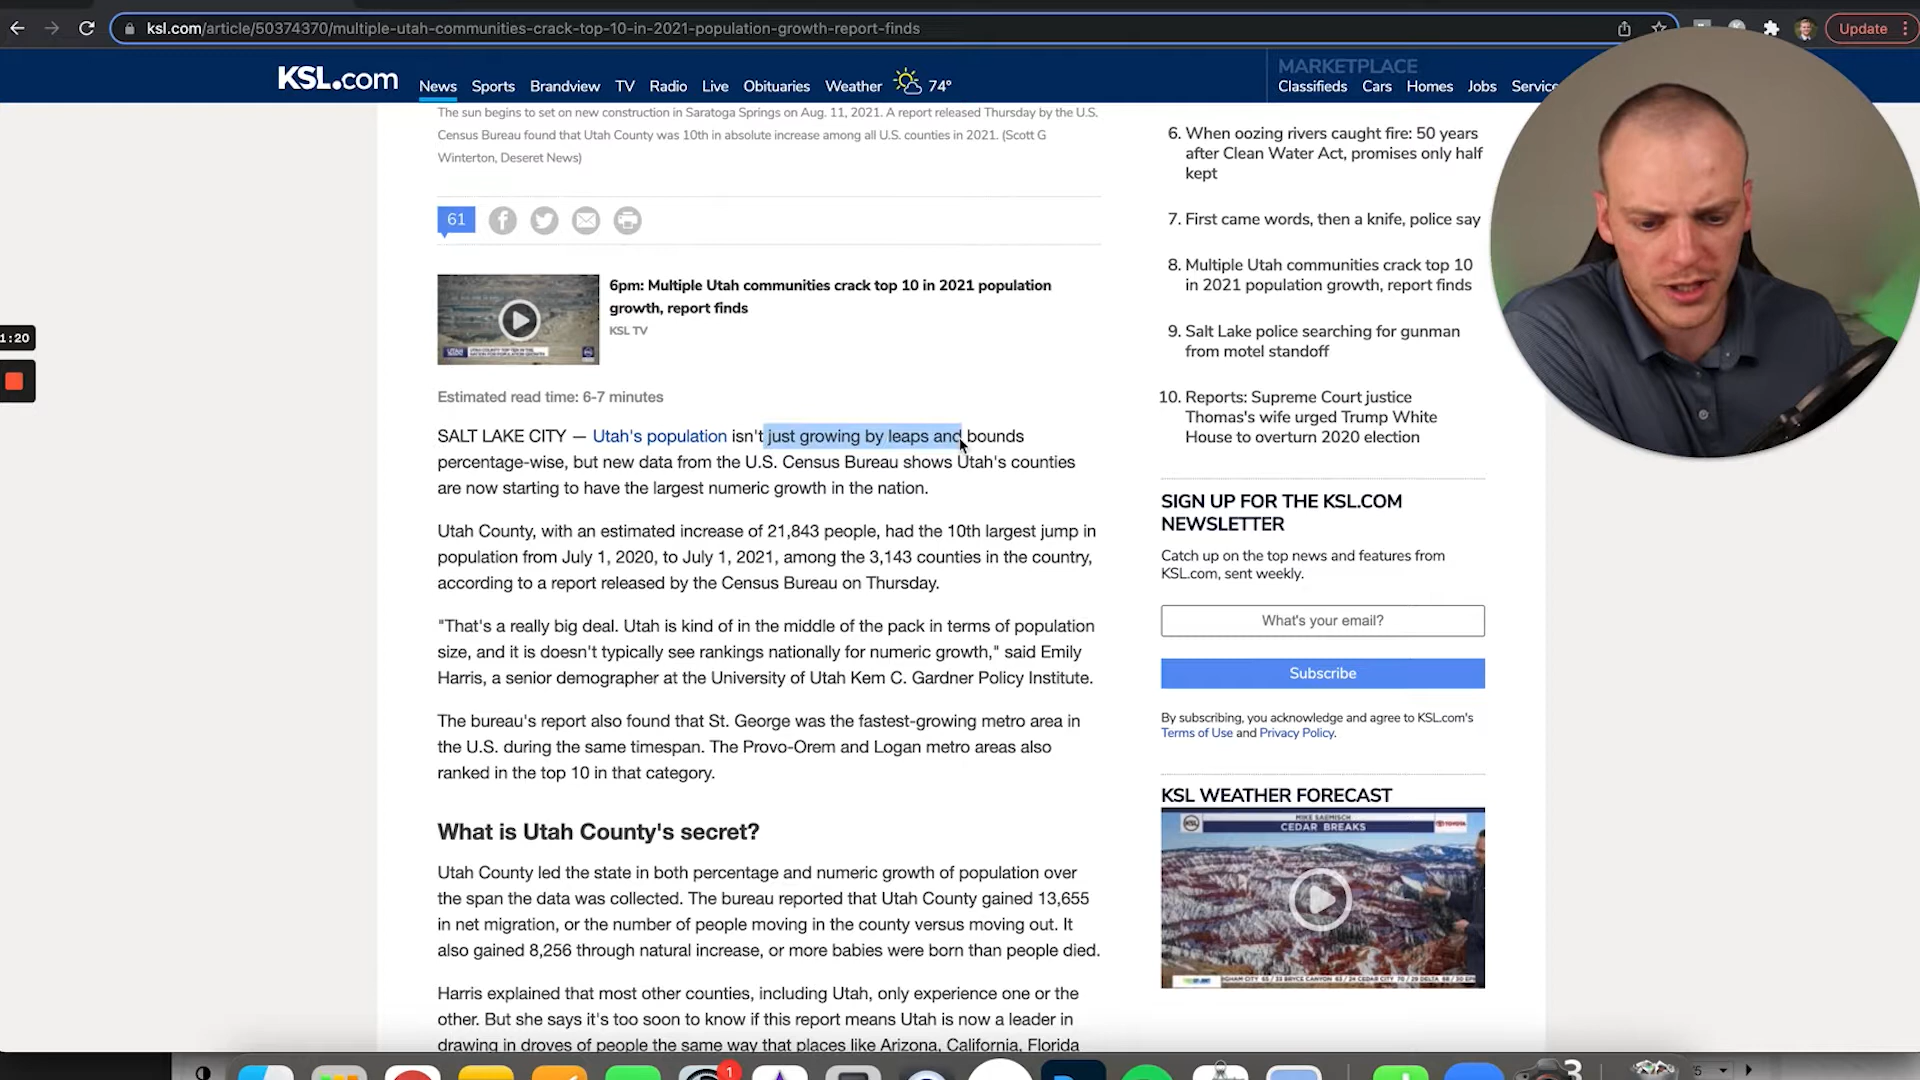 ksl.com/article/50374370/multiple-utah-communities-crack-top-10-in-2021-population-growth-report-finds
Update
KSL.com
News
Sports
Brandview
TV
Radio
Live
Obituaries
Weather
74°
MARKETPLACE
Classifieds
Cars
Homes
Jobs
The sun begins to set on new construction in Saratoga Springs on Aug. 11, 2021. A report released Thursday by the U.S.
Census Bureau found that Utah County was 10th in absolute increase among all U.S. counties in 2021. (Scott G
Winterton, Deseret News)
61
6pm: Multiple Utah communities crack top 10 in 2021 population
growth, report finds
KSL TV
1:20
Estimated read time: 6-7 minutes
SALT LAKE CITY — Utah's population isn't just growing by leaps and bounds
percentage-wise, but new data from the U.S. Census Bureau shows Utah's counties
are now starting to have the largest numeric growth in the nation.
Utah County, with an estimated increase of 21,843 people, had the 10th largest jump in
population from July 1, 2020, to July 1, 2021, among the 3,143 counties in the country,
according to a report released by the Census Bureau on Thursday.
"That's a really big deal. Utah is kind of in the middle of the pack in terms of population
size, and it is doesn't typically see rankings nationally for numeric growth," said Emily
Harris, a senior demographer at the University of Utah Kem C. Gardner Policy Institute.
The bureau's report also found that St. George was the fastest-growing metro area in
the U.S. during the same timespan. The Provo-Orem and Logan metro areas also
ranked in the top 10 in that category.
What is Utah County's secret?
Utah County led the state in both percentage and numeric growth of population over
the span the data was collected. The bureau reported that Utah County gained 13,655
in net migration, or the number of people moving in the county versus moving out. It
also gained 8,256 through natural increase, or more babies were born than people died.
Harris explained that most other counties, including Utah, only experience one or the
other. But she says it's too soon to know if this report means Utah is now a leader in
drawing in droves of people the same way that places like Arizona, California, Florida
6. When oozing rivers caught fire: 50 years
after Clean Water Act, promises only half
kept
7. First came words, then a knife, police say
8. Multiple Utah communities crack top 10
in 2021 population growth, report finds
9. Salt Lake police searching for gunman
from motel standoff
10. Reports: Supreme Court justice
Thomas's wife urged Trump White
House to overturn 2020 election
SIGN UP FOR THE KSL.COM
NEWSLETTER
Catch up on the top news and features from
KSL.com, sent weekly.
What's your email?
Subscribe
By subscribing, you acknowledge and agree to KSL.com's
Terms of Use and Privacy Policy.
KSL WEATHER FORECAST
MIKE SAEMISCH
CEDAR BREAKS
TOYOTA
1